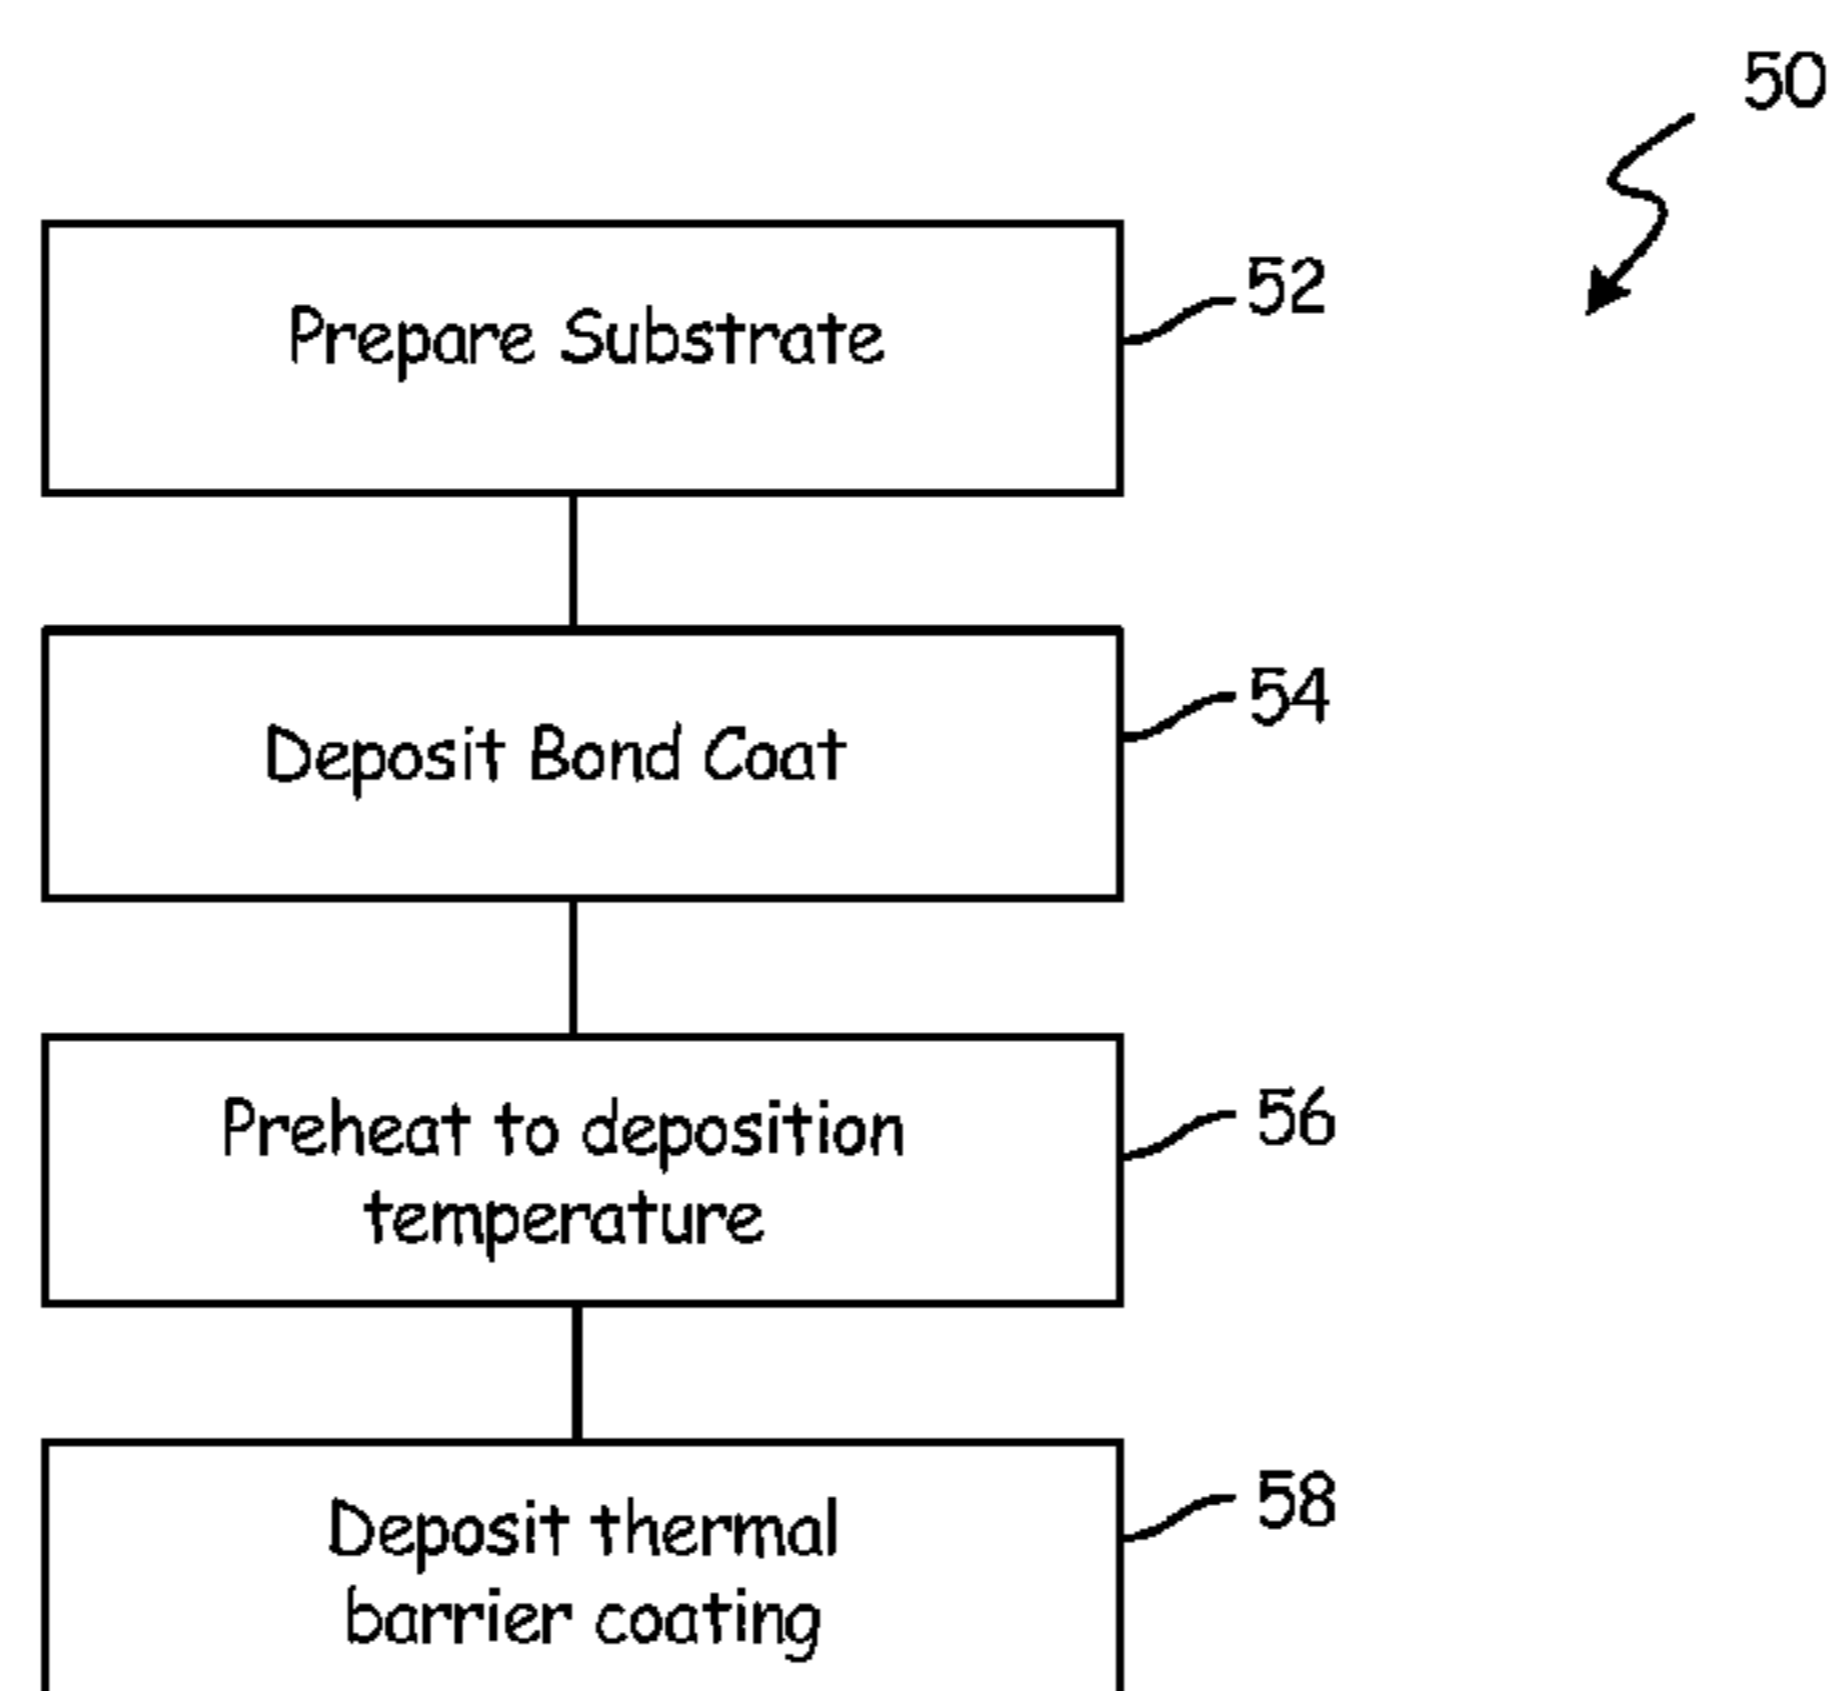 50
Prepare Substrate
52
Deposit Bond Coat
54
Preheat to deposition
temperature
56
Deposit thermal
barrier coating
58